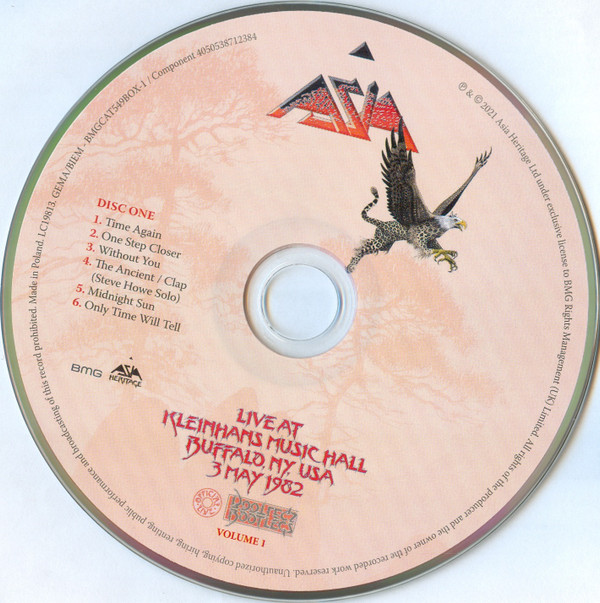 ASIA
DISC ONE
1. Time Again
2. One Step Closer
3. Without You
4. The Ancient / Clap
(Steve Howe Solo)
5. Midnight Sun
6. Only Time Will Tell
BMG
ASIA
HERITAGE
LIVE AT
KLEINHANS MUSIC HALL
BUFFALO, NY, USA
3 MAY 1982
OFFICIAL
LIVE
BOOTLEG
VOLUME I
℗ & © 2021 Asia Heritage Ltd under exclusive license to BMG Rights Management (UK) Limited. All rights of the producer and the owner of the recorded work reserved. Unauthorized copying, hiring, renting, public performance and broadcasting of this record prohibited. Made in Poland. LC19813. GEMA/BIEM - BMGCAT549BOX-1 / Component 4050538712384